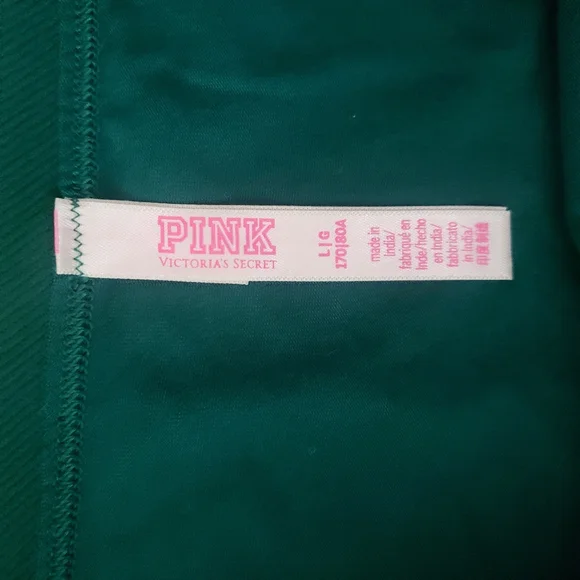 PINK
VICTORIA'S SECRET
L|G
170|80A
made in
India/
fabriqué en
Inde/hecho
en India/
fabbricato
in India/
印度制造